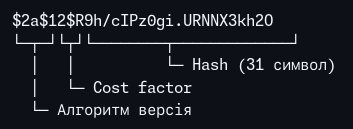 $2a$12$R9h/cIPz0gi.URNNX3kh2O
Hash (31 символ)
Cost factor
Алгоритм версія